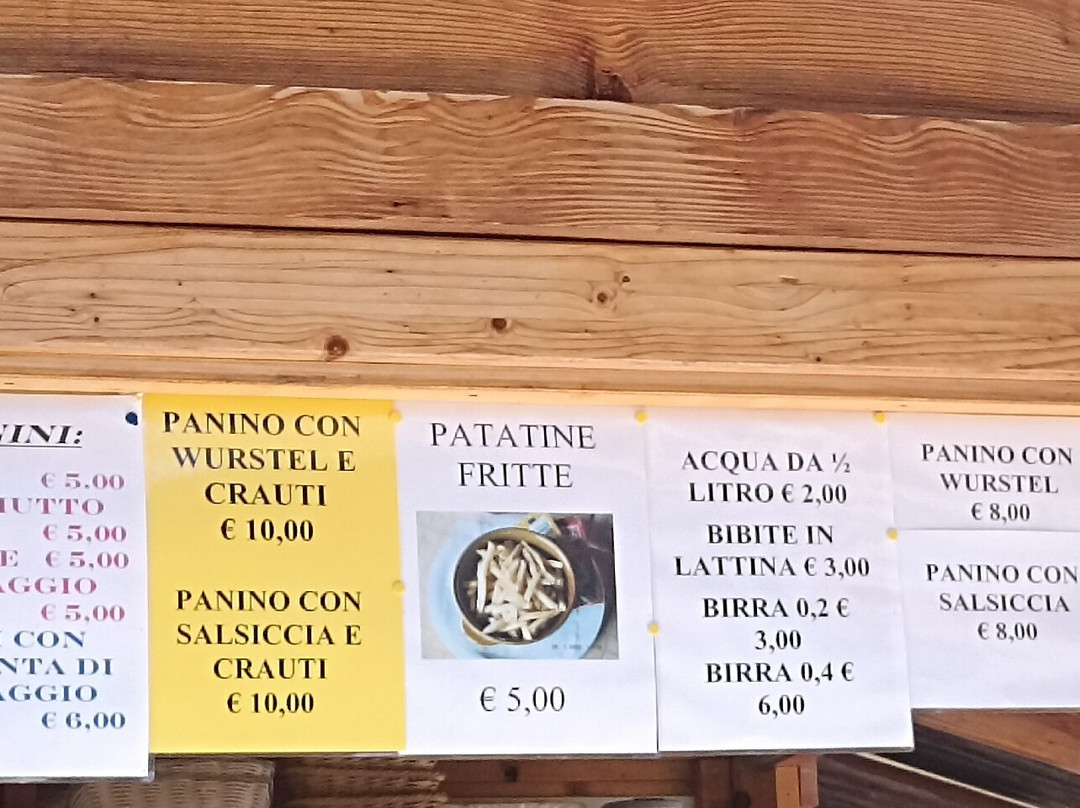 € 5.00
€ 5,00
E € 5,00
€ 5,00
CON
DI
€ 6,00
PANINO CON
WURSTEL E
CRAUTI
€ 10,00
PANINO CON
SALSICCIA E
CRAUTI
€ 10,00
PATATINE
FRITTE
€ 5,00
ACQUA DA ½
LITRO € 2,00
BIBITE IN
LATTINA € 3,00
BIRRA 0,2 €
3,00
BIRRA 0,4 €
6,00
PANINO CON
WURSTEL
€ 8,00
PANINO CON
SALSICCIA
€ 8,00